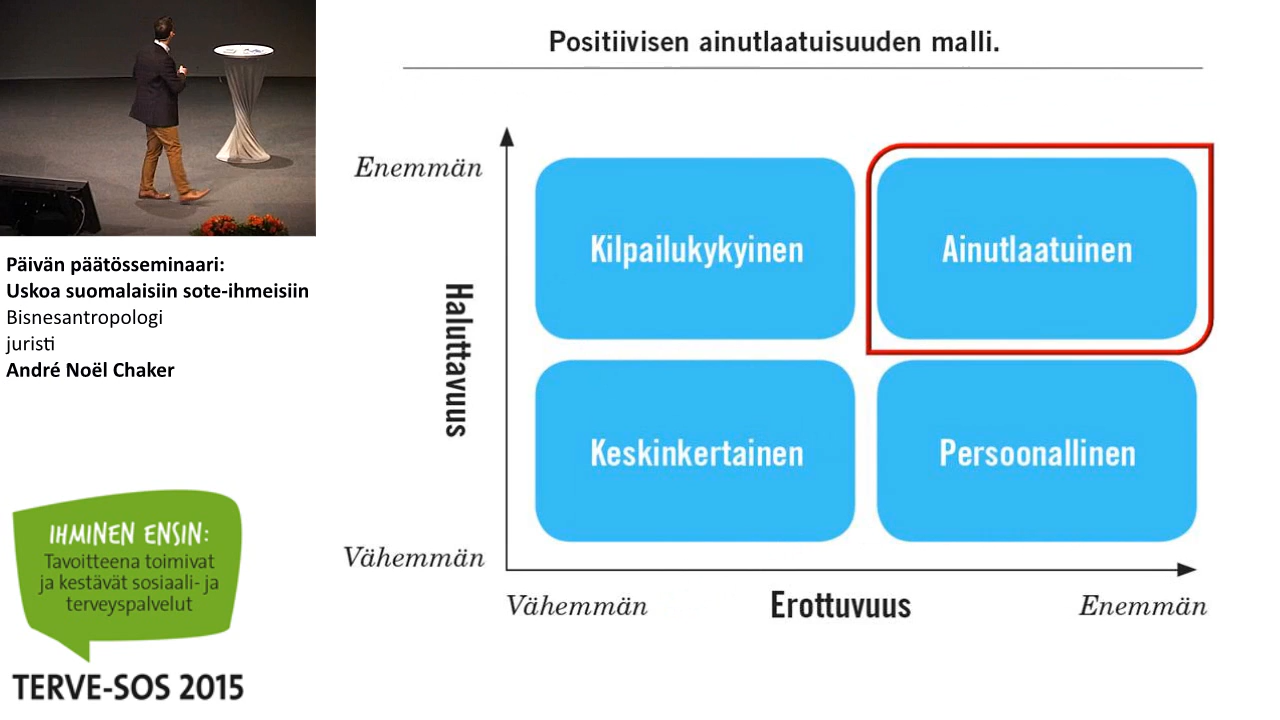 Positiivisen ainutlaatuisuuden malli.
Enemmän
Kilpailukykyinen
Ainutlaatuinen
Haluttavuus
Keskinkertainen
Persoonallinen
Vähemmän
Vähemmän
Erottuvuus
Enemmän
Päivän päätösseminaari:
Uskoa suomalaisiin sote-ihmeisiin
Bisnesantropologi
juristi
André Noël Chaker
IHMINEN ENSIN:
Tavoitteena toimivat
ja kestävät sosiaali- ja
terveyspalvelut
TERVE-SOS 2015